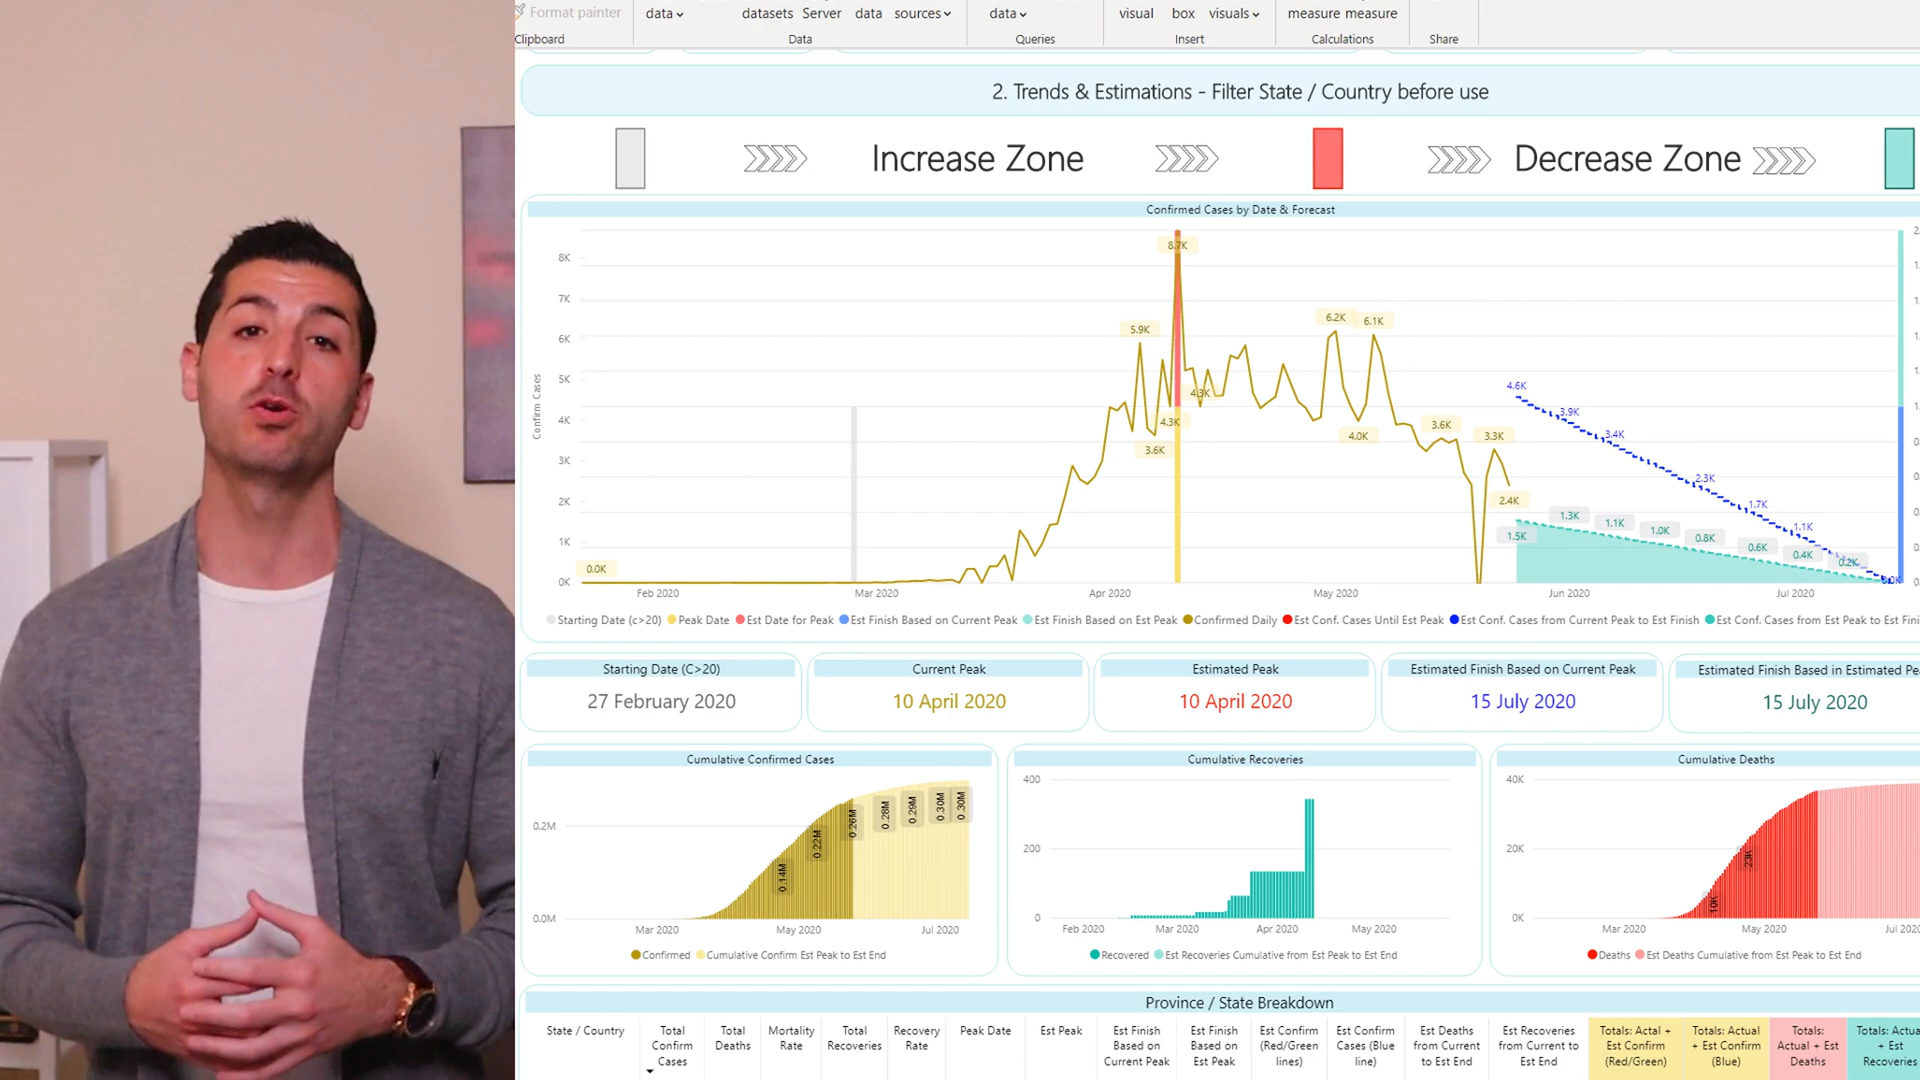 Format painter
data
datasets Server data sources
data
visual box visuals
measure measure
Clipboard
Data
Queries
Insert
Calculations
Share
2. Trends & Estimations - Filter State / Country before use
Increase Zone
Decrease Zone
Confirmed Cases by Date & Forecast
Confirm Cases
8K
7K
6K
5K
4K
3K
2K
1K
0K
0.0K
5.9K
3.6K
4.3K
8.7K
4.3K
6.2K
4.0K
6.1K
3.6K
3.3K
2.4K
4.6K
3.9K
3.4K
2.3K
1.7K
1.1K
1.5K
1.3K
1.1K
1.0K
0.8K
0.6K
0.4K
0.2K
0.0K
Feb 2020
Mar 2020
Apr 2020
May 2020
Jun 2020
Jul 2020
Starting Date (c>20) Peak Date Est Date for Peak Est Finish Based on Current Peak Est Finish Based on Est Peak Confirmed Daily Est Conf. Cases Until Est Peak Est Conf. Cases from Current Peak to Est Finish Est Conf. Cases from Est Peak to Est Fini
Starting Date (C>20)
27 February 2020
Current Peak
10 April 2020
Estimated Peak
10 April 2020
Estimated Finish Based on Current Peak
15 July 2020
Estimated Finish Based in Estimated Pe
15 July 2020
Cumulative Confirmed Cases
0.2M
0.0M
0.14M
0.22M
0.26M
0.28M
0.29M
0.30M
0.30M
Mar 2020
May 2020
Jul 2020
Confirmed Cumulative Confirm Est Peak to Est End
Cumulative Recoveries
400
200
0
Feb 2020
Mar 2020
Apr 2020
May 2020
Recovered Est Recoveries Cumulative from Est Peak to Est End
Cumulative Deaths
40K
20K
0K
10K
23K
Mar 2020
May 2020
Jul 2020
Deaths Est Deaths Cumulative from Est Peak to Est End
Province / State Breakdown
State / Country
Total Confirm Cases
Total Deaths
Mortality Rate
Total Recoveries
Recovery Rate
Peak Date
Est Peak
Est Finish Based on Current Peak
Est Finish Based on Est Peak
Est Confirm (Red/Green lines)
Est Confirm Cases (Blue line)
Est Deaths from Current to Est End
Est Recoveries from Current to Est End
Totals: Actal + Est Confirm (Red/Green)
Totals: Actual + Est Confirm (Blue)
Totals: Actual + Est Deaths
Totals: Actua + Est Recoveries